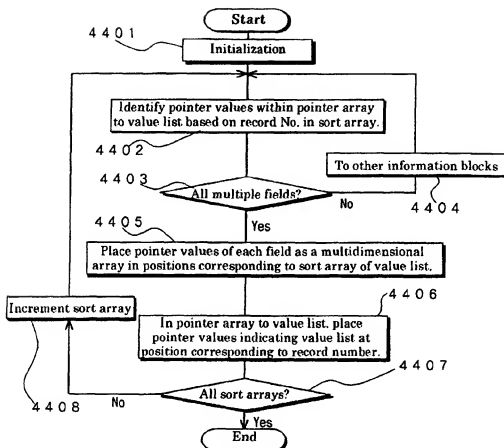 Start
4401
Initialization
Identify pointer values within pointer array
to value list based on record No. in sort array.
4402
4403
All multiple fields?
No
To other information blocks
4404
4405
Yes
Place pointer values of each field as a multidimensional
array in positions corresponding to sort array of value list.
4406
Increment sort array
In pointer array to value list, place
pointer values indicating value list at
position corresponding to record number.
4407
4408
No
All sort arrays?
Yes
End